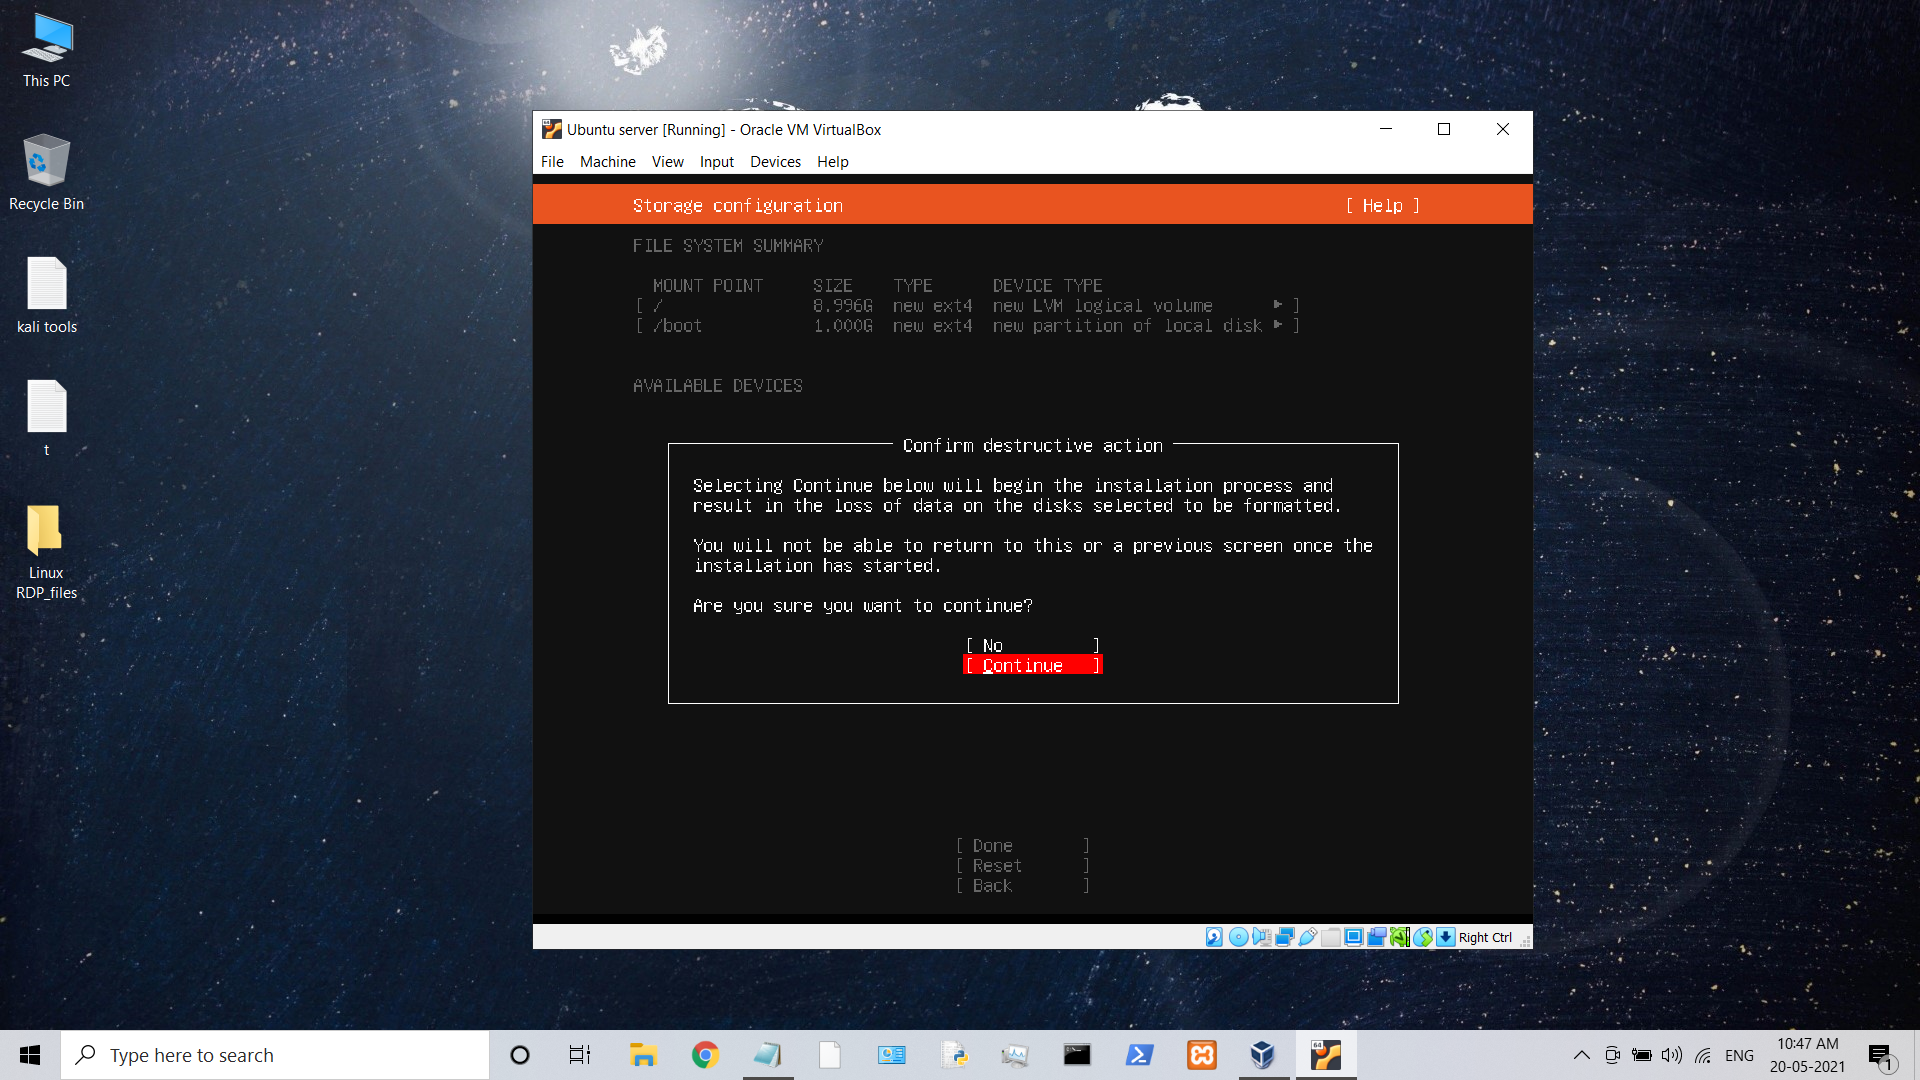 This PC
Recycle Bin
kali tools
t
Linux
RDP_files
Ubuntu server [Running] - Oracle VM VirtualBox
File Machine View Input Devices Help
Storage configuration [ Help ]
FILE SYSTEM SUMMARY
MOUNT POINT SIZE TYPE DEVICE TYPE
[ / 8.996G new ext4 new LVM logical volume ▸ ]
[ /boot 1.000G new ext4 new partition of local disk ▸ ]
AVAILABLE DEVICES
Confirm destructive action
Selecting Continue below will begin the installation process and
result in the loss of data on the disks selected to be formatted.
You will not be able to return to this or a previous screen once the
installation has started.
Are you sure you want to continue?
[ No ]
[ Continue ]
[ Done ]
[ Reset ]
[ Back ]
Right Ctrl
Type here to search
64
ENG
10:47 AM
20-05-2021
1